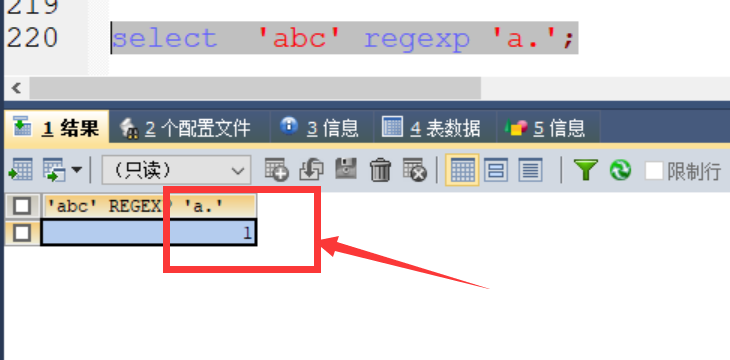 219
220 select 'abc' regexp 'a.';
1 结果 2 个配置文件 3 信息 4 表数据 5 信息
（只读） 限制行
'abc' REGEXP 'a.'
1